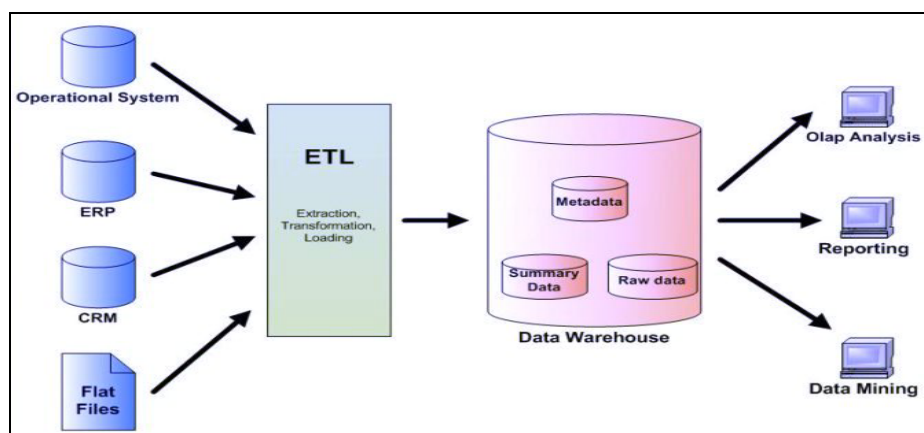 Operational System
ERP
CRM
Flat
Files
ETL
Extraction,
Transformation,
Loading
Metadata
Summary
Data
Raw data
Data Warehouse
Olap Analysis
Reporting
Data Mining